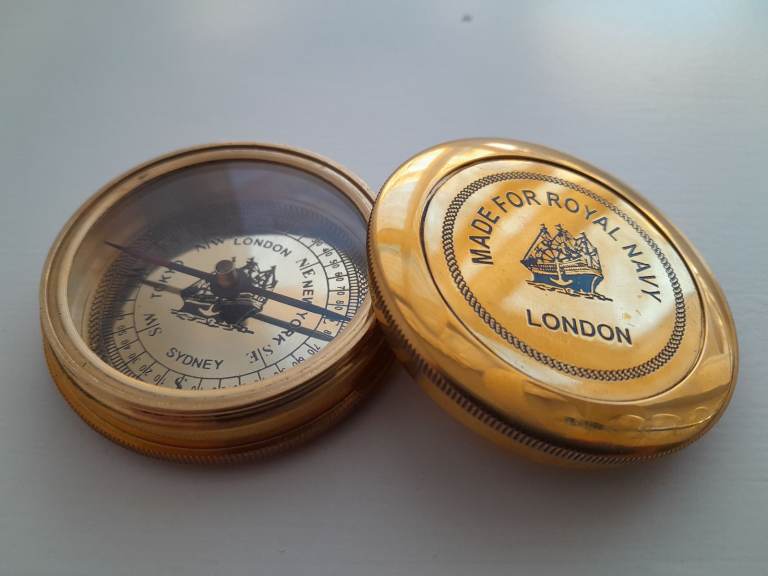 MADE FOR ROYAL NAVY
LONDON
LONDON
N/E
NEW YORK
S/E
SYDNEY
S/W
TOKYO
N/W